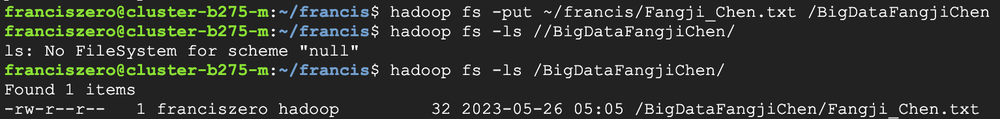 franciszero@cluster-b275-m:~/francis$ hadoop fs -put ~/francis/Fangji_Chen.txt /BigDataFangjiChen
franciszero@cluster-b275-m:~/francis$ hadoop fs -ls //BigDataFangjiChen/
ls: No FileSystem for scheme "null"
franciszero@cluster-b275-m:~/francis$ hadoop fs -ls /BigDataFangjiChen/
Found 1 items
-rw-r--r--   1 franciszero hadoop         32 2023-05-26 05:05 /BigDataFangjiChen/Fangji_Chen.txt